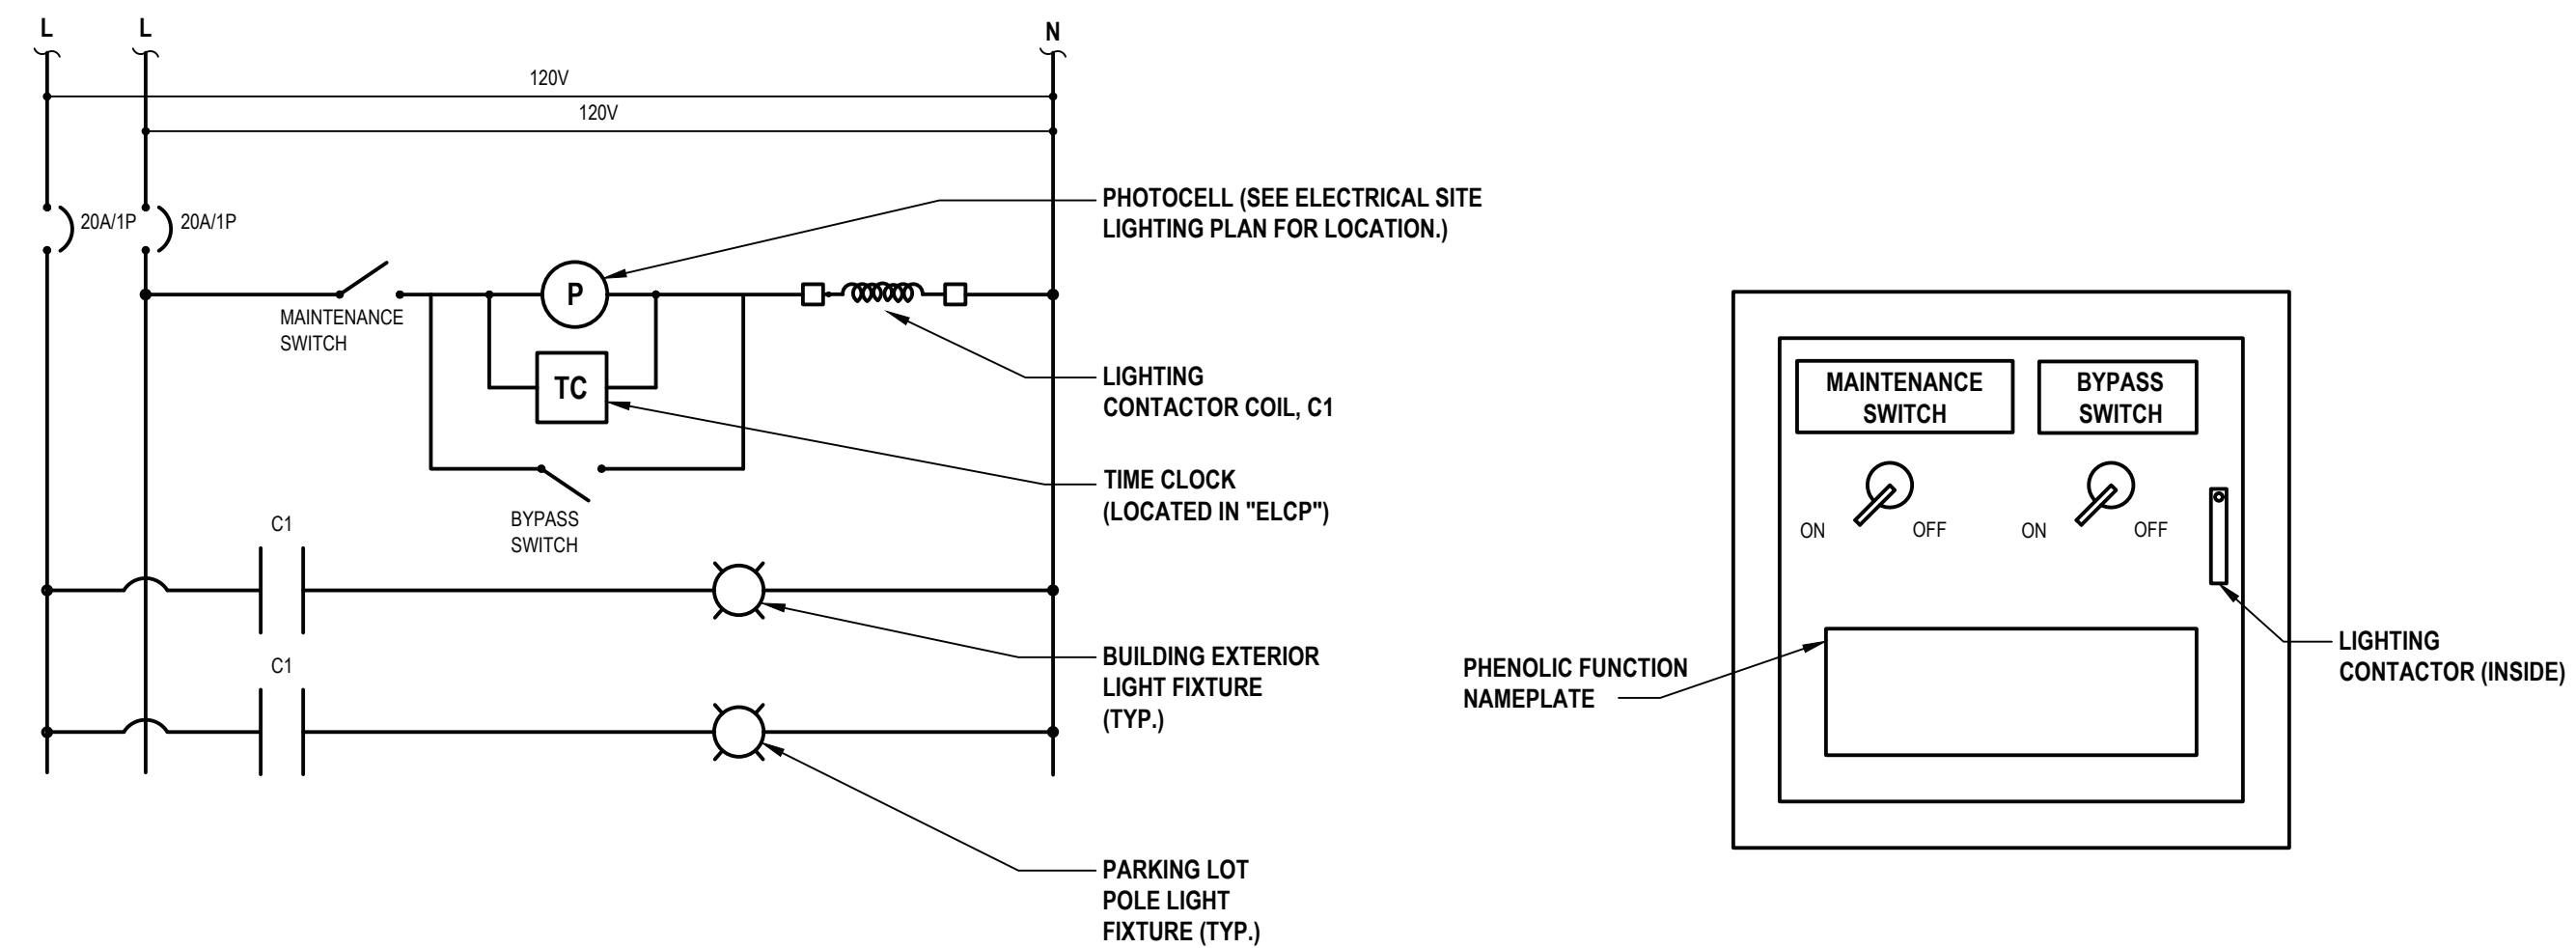 L
L
N
120V
120V
20A/1P
20A/1P
PHOTOCELL (SEE ELECTRICAL SITE
LIGHTING PLAN FOR LOCATION.)
P
MAINTENANCE
SWITCH
TC
LIGHTING
CONTACTOR COIL, C1
TIME CLOCK
(LOCATED IN "ELCP")
BYPASS
SWITCH
C1
BUILDING EXTERIOR
LIGHT FIXTURE
(TYP.)
C1
PARKING LOT
POLE LIGHT
FIXTURE (TYP.)
MAINTENANCE
SWITCH
BYPASS
SWITCH
ON
OFF
ON
OFF
PHENOLIC FUNCTION
NAMEPLATE
LIGHTING
CONTACTOR (INSIDE)